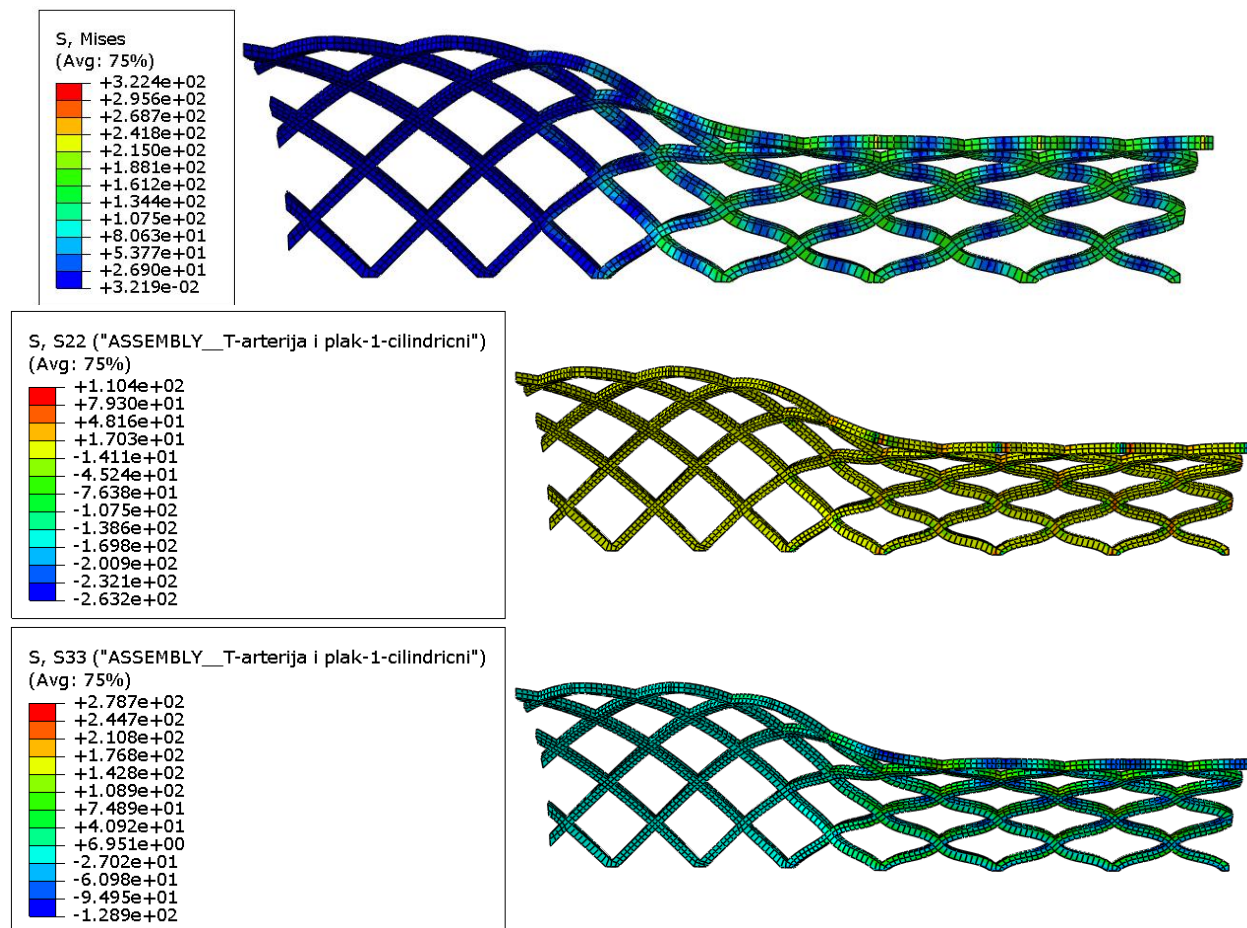 S, Mises
(Avg: 75%)
+3.224e+02
+2.956e+02
+2.687e+02
+2.418e+02
+2.150e+02
+1.881e+02
+1.612e+02
+1.344e+02
+1.075e+02
+8.063e+01
+5.377e+01
+2.690e+01
+3.219e-02
S, S22 ("ASSEMBLY__T-arterija i plak-1-cilindricni")
(Avg: 75%)
+1.104e+02
+7.930e+01
+4.816e+01
+1.703e+01
-1.411e+01
-4.524e+01
-7.638e+01
-1.075e+02
-1.386e+02
-1.698e+02
-2.009e+02
-2.321e+02
-2.632e+02
S, S33 ("ASSEMBLY__T-arterija i plak-1-cilindricni")
(Avg: 75%)
+2.787e+02
+2.447e+02
+2.108e+02
+1.768e+02
+1.428e+02
+1.089e+02
+7.489e+01
+4.092e+01
+6.951e+00
-2.702e+01
-6.098e+01
-9.495e+01
-1.289e+02